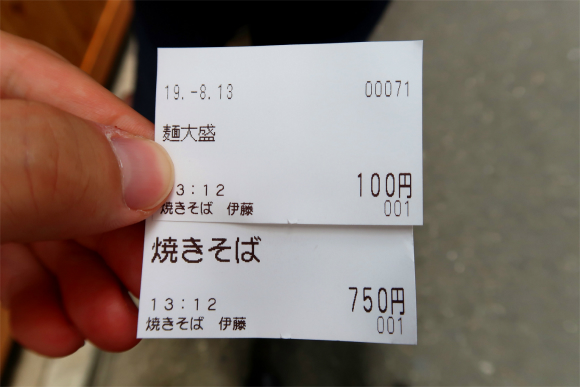 19.-8.13 00071
麺大盛
100円
13:12
焼きそば 伊藤 001
焼きそば
750円
13:12
焼きそば 伊藤 001